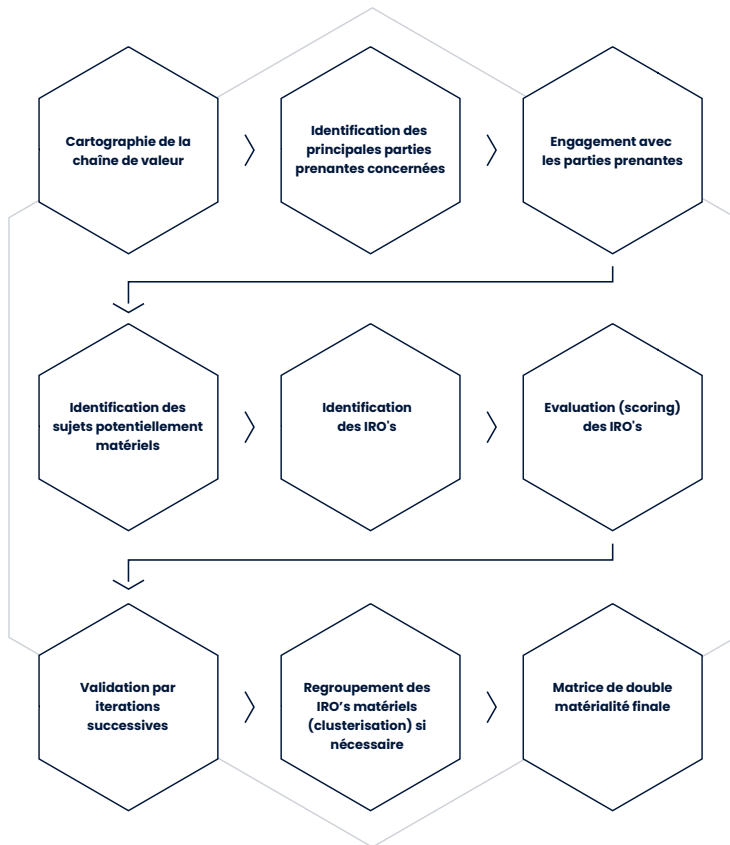 Cartographie de la
chaîne de valeur
Identification des
principales parties
prenantes concernées
Engagement avec
les parties prenantes
Identification des
sujets potentiellement
matériels
Identification
des IRO's
Evaluation (scoring)
des IRO's
Validation par
iterations
successives
Regroupement des
IRO’s matériels
(clusterisation) si
nécessaire
Matrice de double
matérialité finale